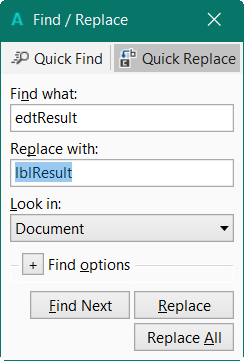 A Find / Replace
Quick Find Quick Replace
Find what:
edtResult
Replace with:
lblResult
Look in:
Document
+ Find options
Find Next Replace
Replace All